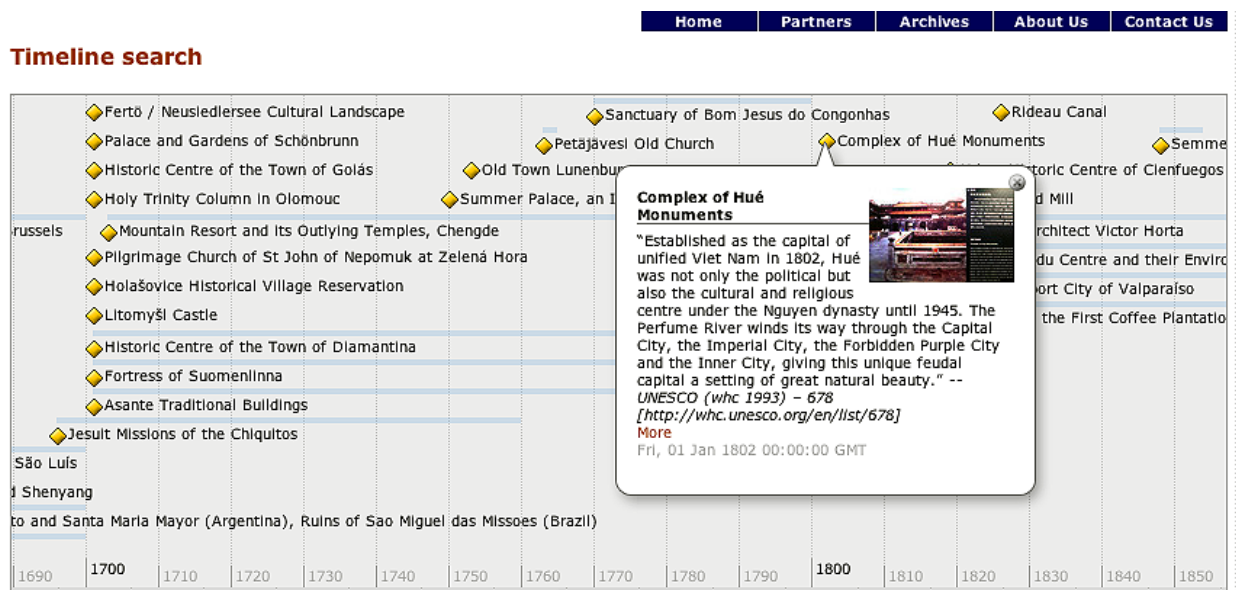 Home Partners Archives About Us Contact Us
Timeline search
Fertö / Neusiedlersee Cultural Landscape
Sanctuary of Bom Jesus do Congonhas
Rideau Canal
Palace and Gardens of Schönbrunn
Petäjävesi Old Church
Complex of Hué Monuments
Semme
Historic Centre of the Town of Goiás
Old Town Lunenbur
storic Centre of Cienfuegos
Holy Trinity Column in Olomouc
Summer Palace, an I
d Mill
russels
Mountain Resort and its Outlying Temples, Chengde
rchitect Victor Horta
Pilgrimage Church of St John of Nepomuk at Zelená Hora
du Centre and their Enviro
Holašovice Historical Village Reservation
ort City of Valparaíso
Litomyšl Castle
the First Coffee Plantatio
Historic Centre of the Town of Diamantina
Fortress of Suomenlinna
Asante Traditional Buildings
Jesuit Missions of the Chiquitos
São Luís
d Shenyang
to and Santa Maria Mayor (Argentina), Ruins of Sao Miguel das Missoes (Brazil)
Complex of Hué
Monuments
“Established as the capital of
unified Viet Nam in 1802, Hué
was not only the political but
also the cultural and religious
centre under the Nguyen dynasty until 1945. The
Perfume River winds its way through the Capital
City, the Imperial City, the Forbidden Purple City
and the Inner City, giving this unique feudal
capital a setting of great natural beauty.” --
UNESCO (whc 1993) – 678
[http://whc.unesco.org/en/list/678]
More
Fri, 01 Jan 1802 00:00:00 GMT
1690 1700 1710 1720 1730 1740 1750 1760 1770 1780 1790 1800 1810 1820 1830 1840 1850